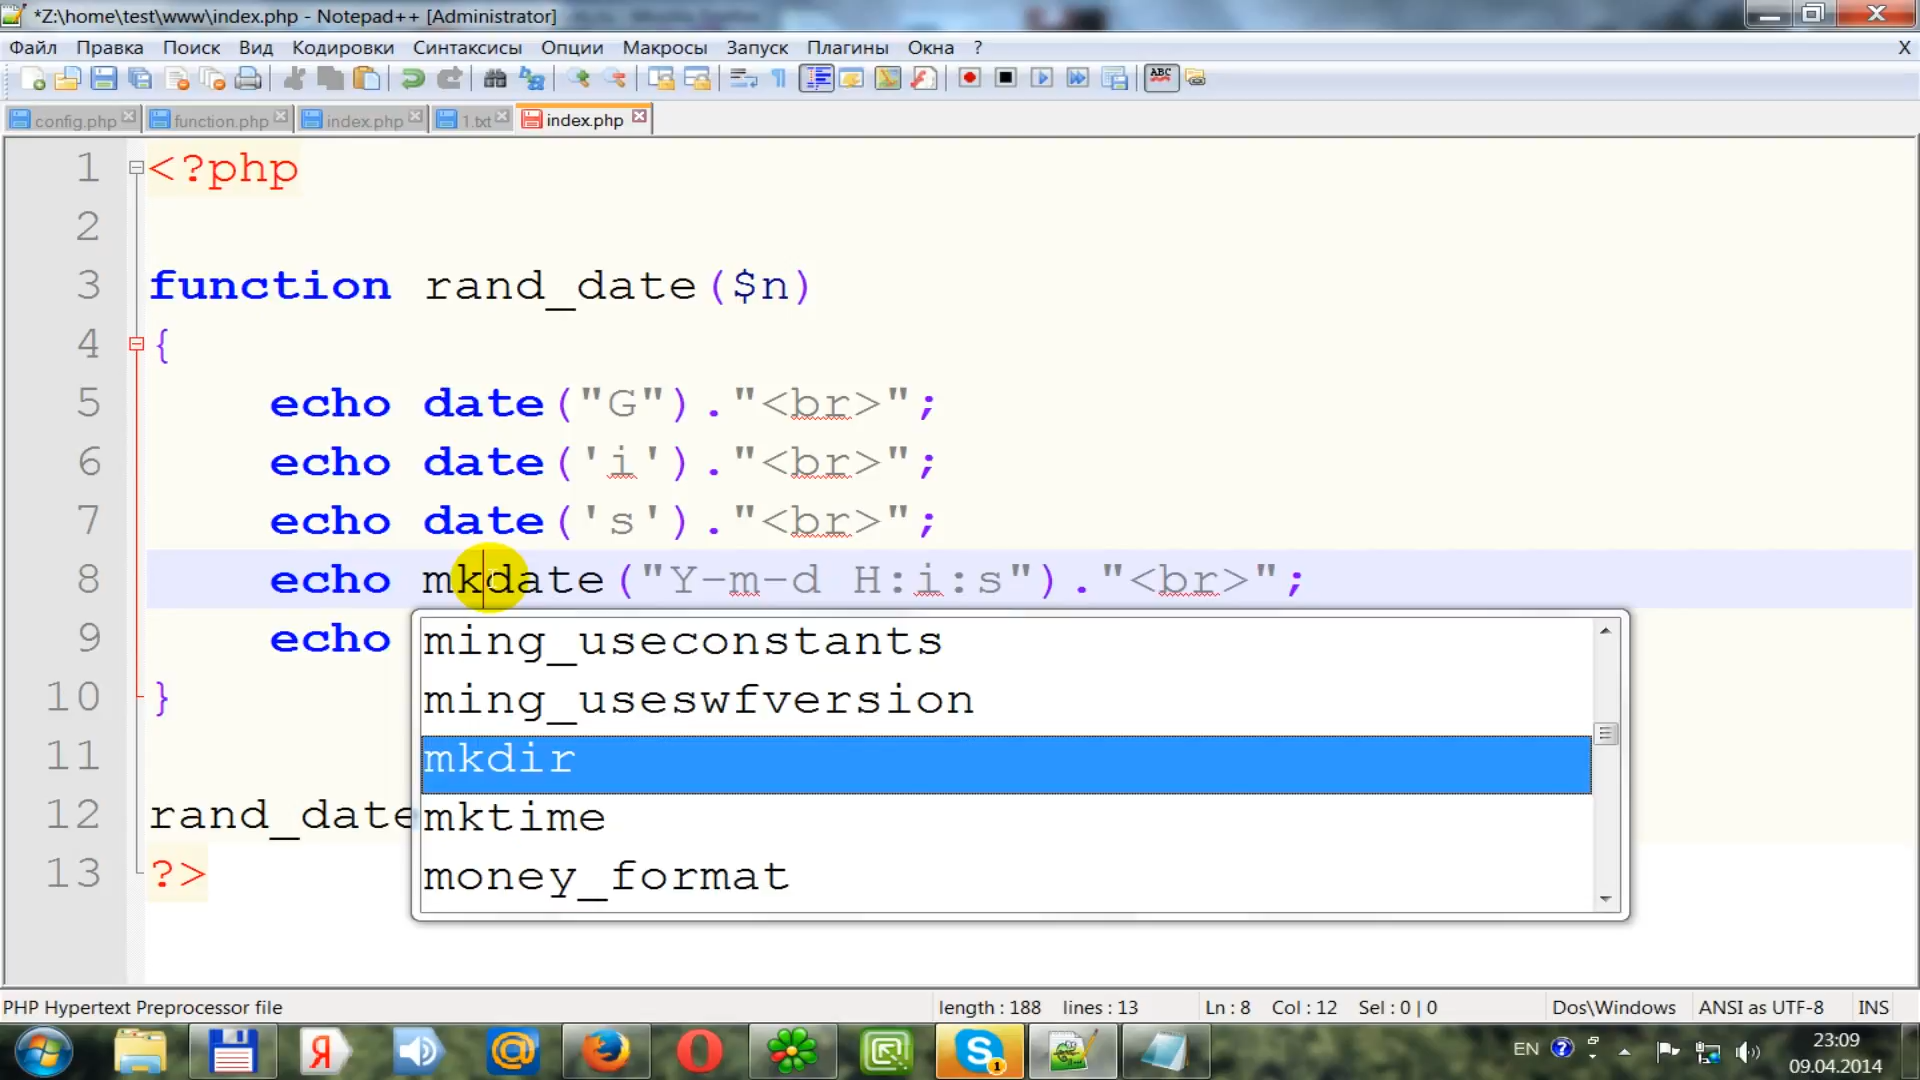 *Z:\home\test\www\index.php - Notepad++ [Administrator]
Файл Правка Поиск Вид Кодировки Синтаксисы Опции Макросы Запуск Плагины Окна ? X
ABC
config.php function.php index.php 1.txt index.php
1 <?php
2
3 function rand_date($n)
4 {
5 echo date("G")."<br>";
6 echo date('i')."<br>";
7 echo date('s')."<br>";
8 echo mkdate("Y-m-d H:i:s")."<br>";
9 echo
10 }
11
12 rand_date
13 ?>
ming_useconstants
ming_useswfversion
mkdir
mktime
money_format
PHP Hypertext Preprocessor file length : 188 lines : 13 Ln : 8 Col : 12 Sel : 0 | 0 Dos\Windows ANSI as UTF-8 INS
Я @ S 1 EN ? 23:09
09.04.2014